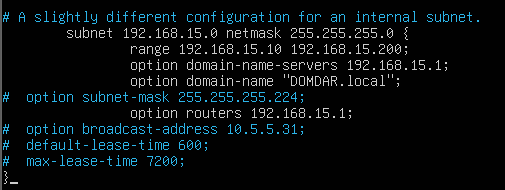 # A slightly different configuration for an internal subnet.
subnet 192.168.15.0 netmask 255.255.255.0 {
range 192.168.15.10 192.168.15.200;
option domain-name-servers 192.168.15.1;
option domain-name "DOMDAR.local";
#  option subnet-mask 255.255.255.224;
option routers 192.168.15.1;
#  option broadcast-address 10.5.5.31;
#  default-lease-time 600;
#  max-lease-time 7200;
}_